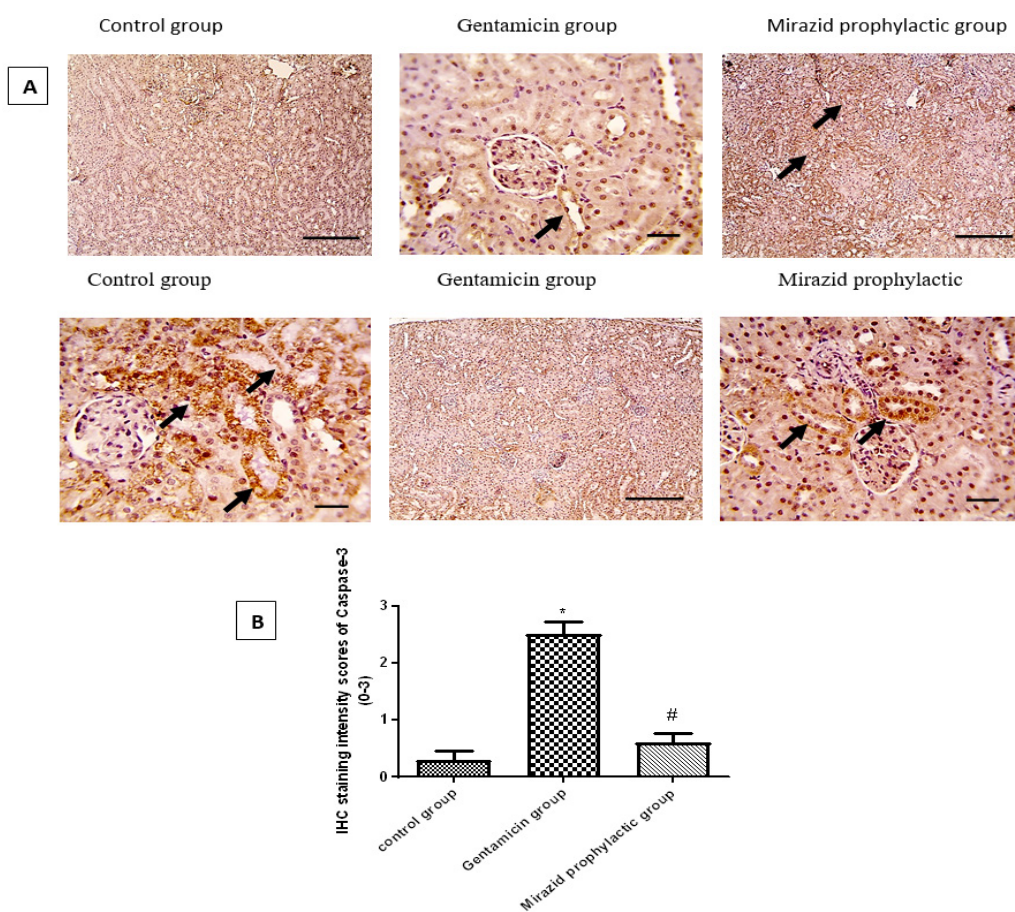 Control group
Gentamicin group
Mirazid prophylactic group
A
Control group
Gentamicin group
Mirazid prophylactic
B
IHC staining intensity scores of Caspase-3
(0-3)
3
2
1
0
*
#
control group
Gentamicin group
Mirazid prophylactic group